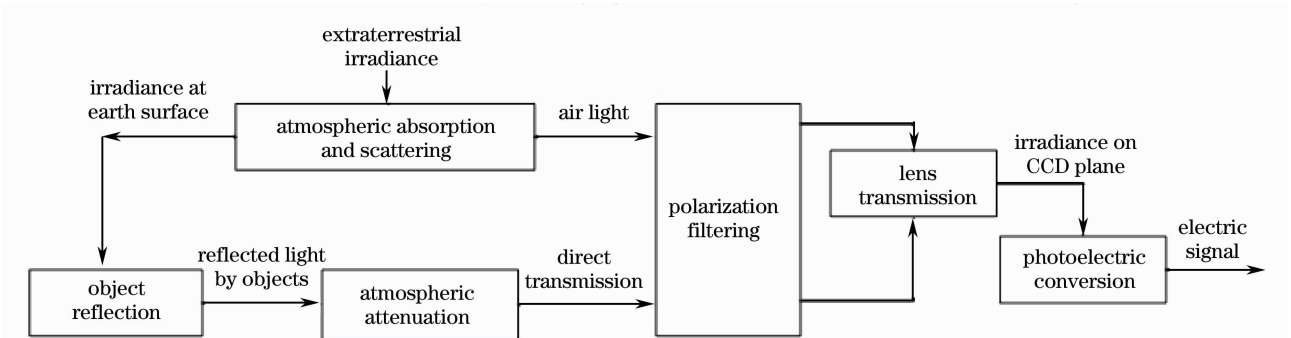 extraterrestrial
irradiance
irradiance at
earth surface
atmospheric absorption
and scattering
air light
polarization
filtering
lens
transmission
irradiance on
CCD plane
photoelectric
conversion
electric
signal
object
reflection
reflected light
by objects
atmospheric
attenuation
direct
transmission